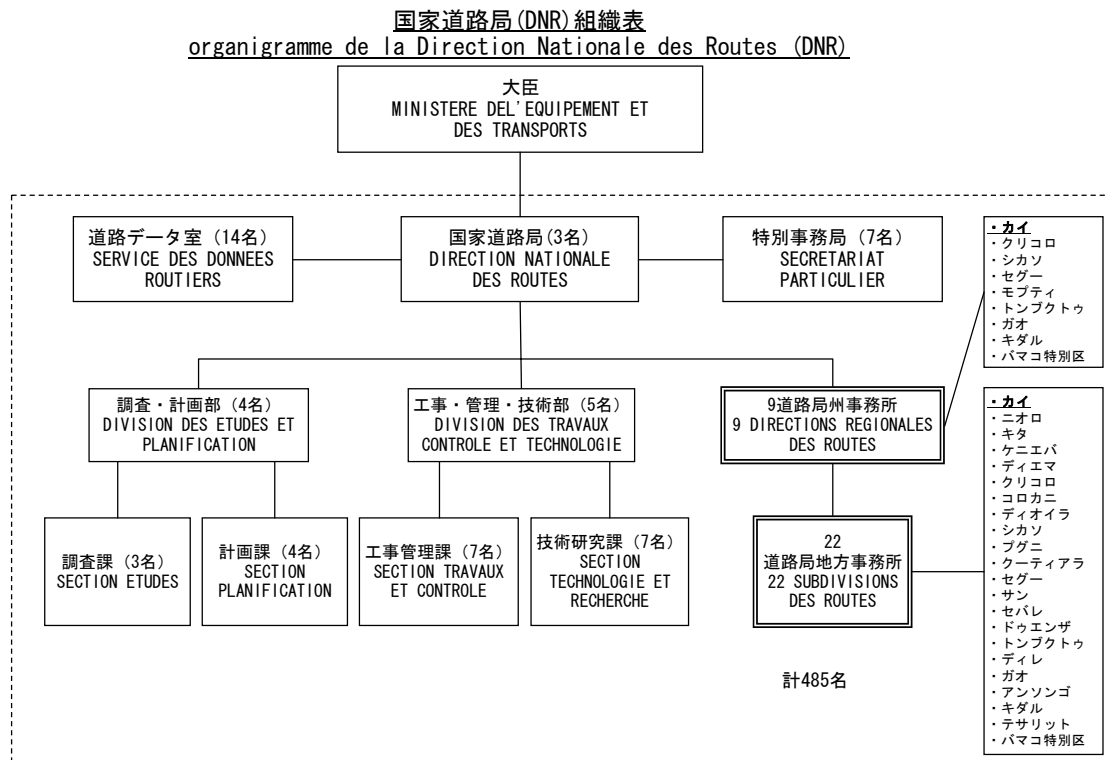 国家道路局(DNR)組織表
organigramme de la Direction Nationale des Routes (DNR)
大臣
MINISTERE DEL'EQUIPEMENT ET
DES TRANSPORTS
道路データ室 (14名)
SERVICE DES DONNEES
ROUTIERS
国家道路局(3名)
DIRECTION NATIONALE
DES ROUTES
特別事務局 (7名)
SECRETARIAT
PARTICULIER
・カイ
・クリコロ
・シカソ
・セグー
・モプティ
・トンブクトゥ
・ガオ
・キダル
・バマコ特別区
調査・計画部 (4名)
DIVISION DES ETUDES ET
PLANIFICATION
工事・管理・技術部 (5名)
DIVISION DES TRAVAUX
CONTROLE ET TECHNOLOGIE
9道路局州事務所
9 DIRECTIONS REGIONALES
DES ROUTES
調査課 (3名)
SECTION ETUDES
計画課 (4名)
SECTION
PLANIFICATION
工事管理課 (7名)
SECTION TRAVAUX
ET CONTROLE
技術研究課 (7名)
SECTION
TECHNOLOGIE ET
RECHERCHE
22
道路局地方事務所
22 SUBDIVISIONS
DES ROUTES
・カイ
・ニオロ
・キタ
・ケニエバ
・ディエマ
・クリコロ
・コロカニ
・ディオイラ
・シカソ
・ブグニ
・クーティアラ
・セグー
・サン
・セバレ
・ドゥエンザ
・トンブクトゥ
・ディレ
・ガオ
・アンソンゴ
・キダル
・テサリット
・バマコ特別区
計485名